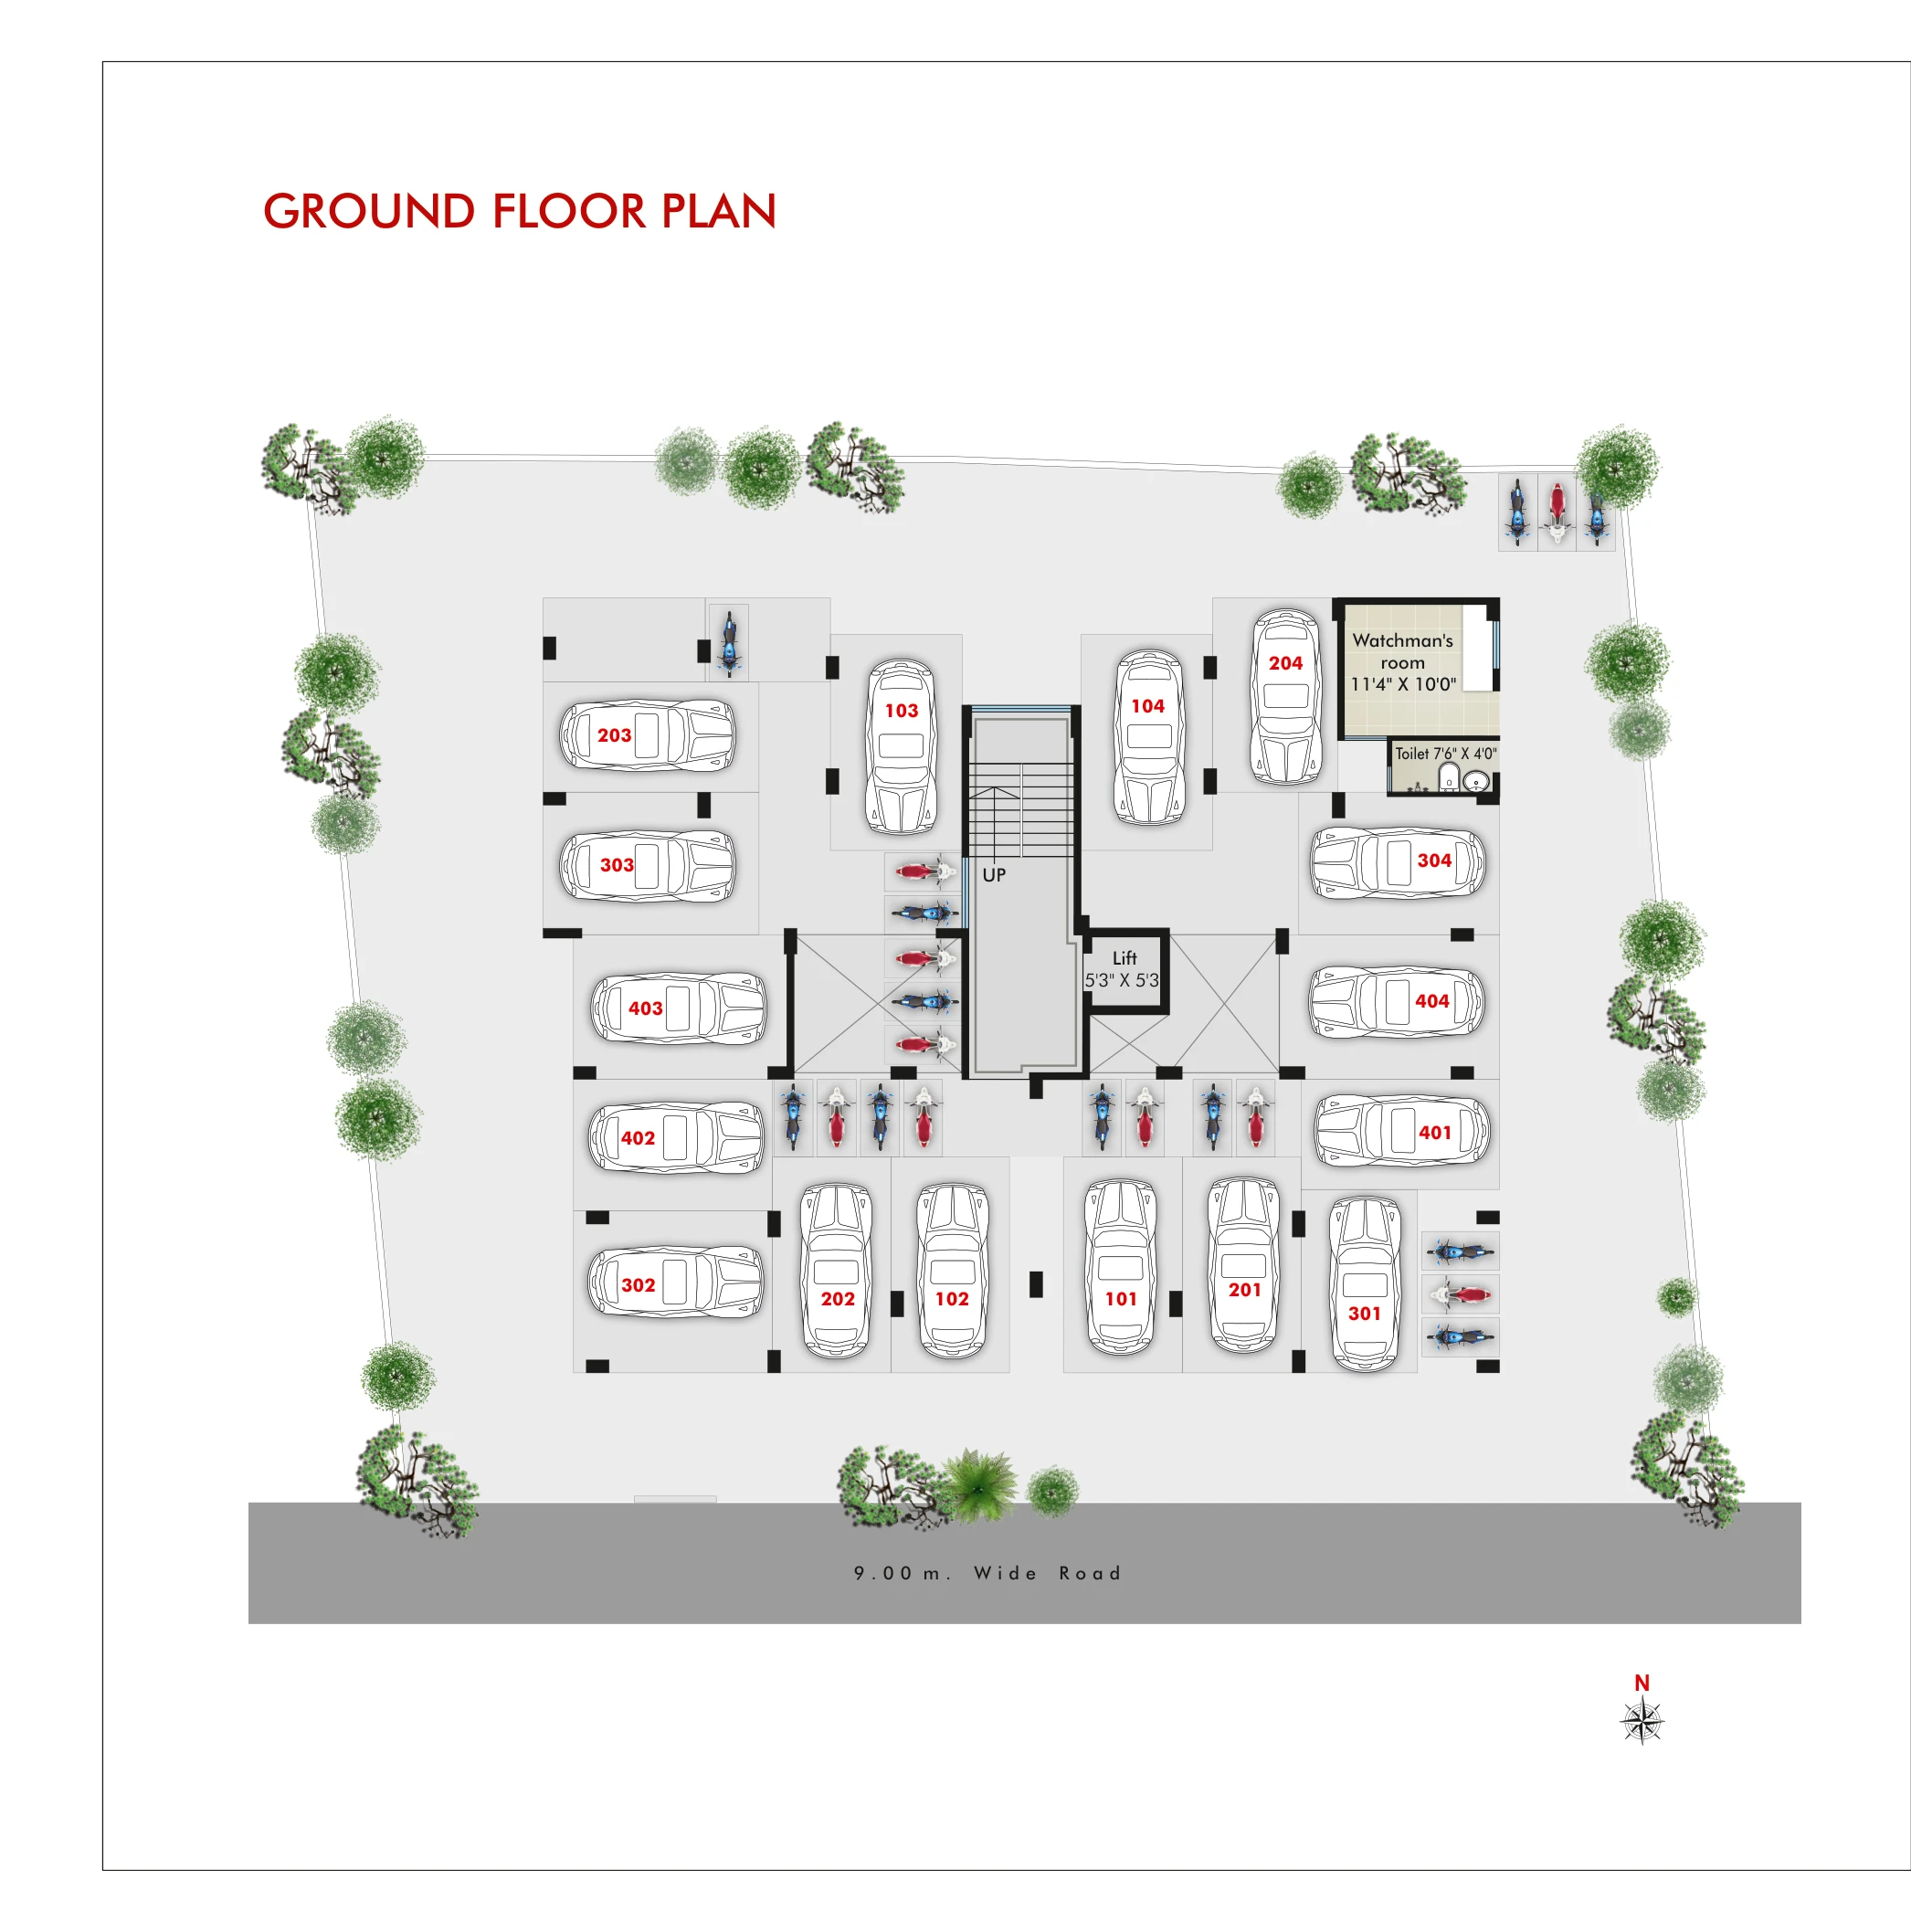 GROUND FLOOR PLAN
Watchman's
room
11'4" X 10'0"
204
103
104
203
Toilet 7'6" X 4'0"
303
304
UP
Lift
5'3" X 5'3
403
404
402
401
302
202
102
101
201
301
9.00 m. Wide Road
N